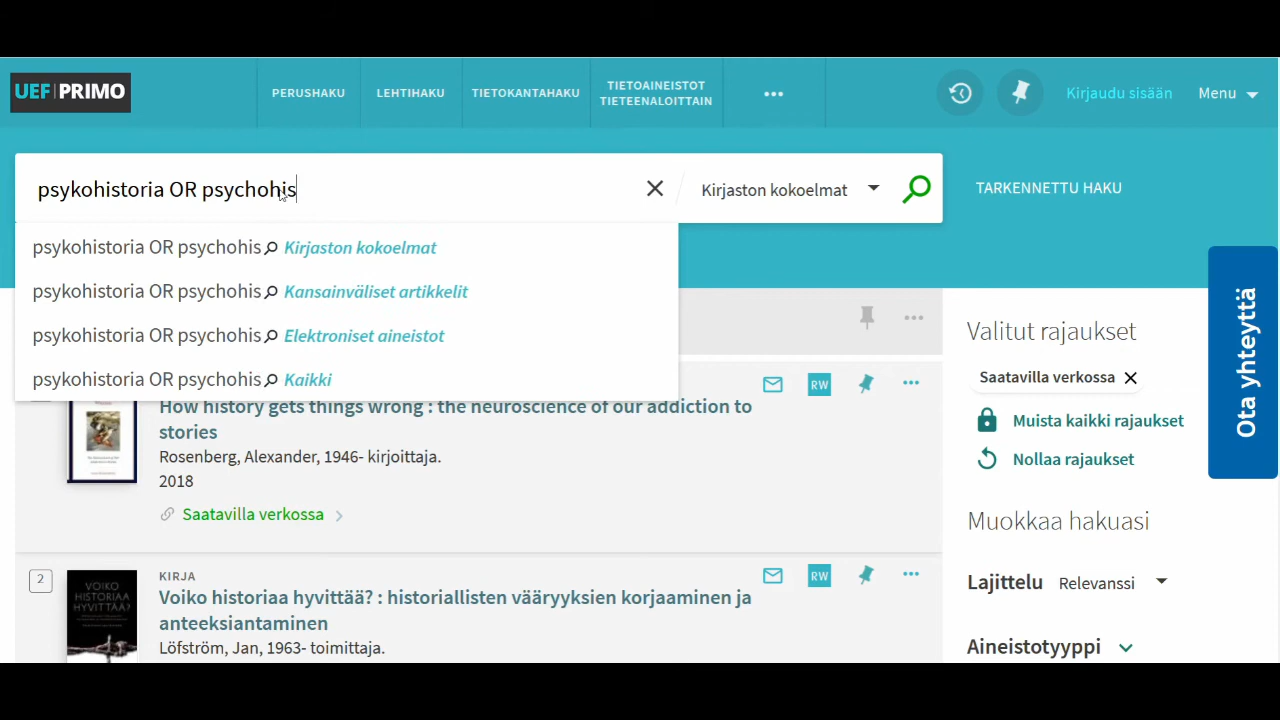 UEF PRIMO
PERUSHAKU
LEHTIHAKU
TIETOKANTAHAKU
TIETOAINEISTOT
TIETEENALOITTAIN
Kirjaudu sisään
Menu
psykohistoria OR psychohis
Kirjaston kokoelmat
TARKENNETTU HAKU
psykohistoria OR psychohis Kirjaston kokoelmat
psykohistoria OR psychohis Kansainväliset artikkelit
psykohistoria OR psychohis Elektroniset aineistot
psykohistoria OR psychohis Kaikki
RW
How history gets things wrong : the neuroscience of our addiction to
stories
Rosenberg, Alexander, 1946- kirjoittaja.
2018
Saatavilla verkossa
2
VOIKO
HISTORIAA
HYVITTÄÄ?
KIRJA
RW
Voiko historiaa hyvittää? : historiallisten vääryyksien korjaaminen ja
anteeksiantaminen
Löfström, Jan, 1963- toimittaja.
Valitut rajaukset
Saatavilla verkossa
Muista kaikki rajaukset
Nollaa rajaukset
Muokkaa hakuasi
Lajittelu Relevanssi
Aineistotyyppi
Ota yhteyttä